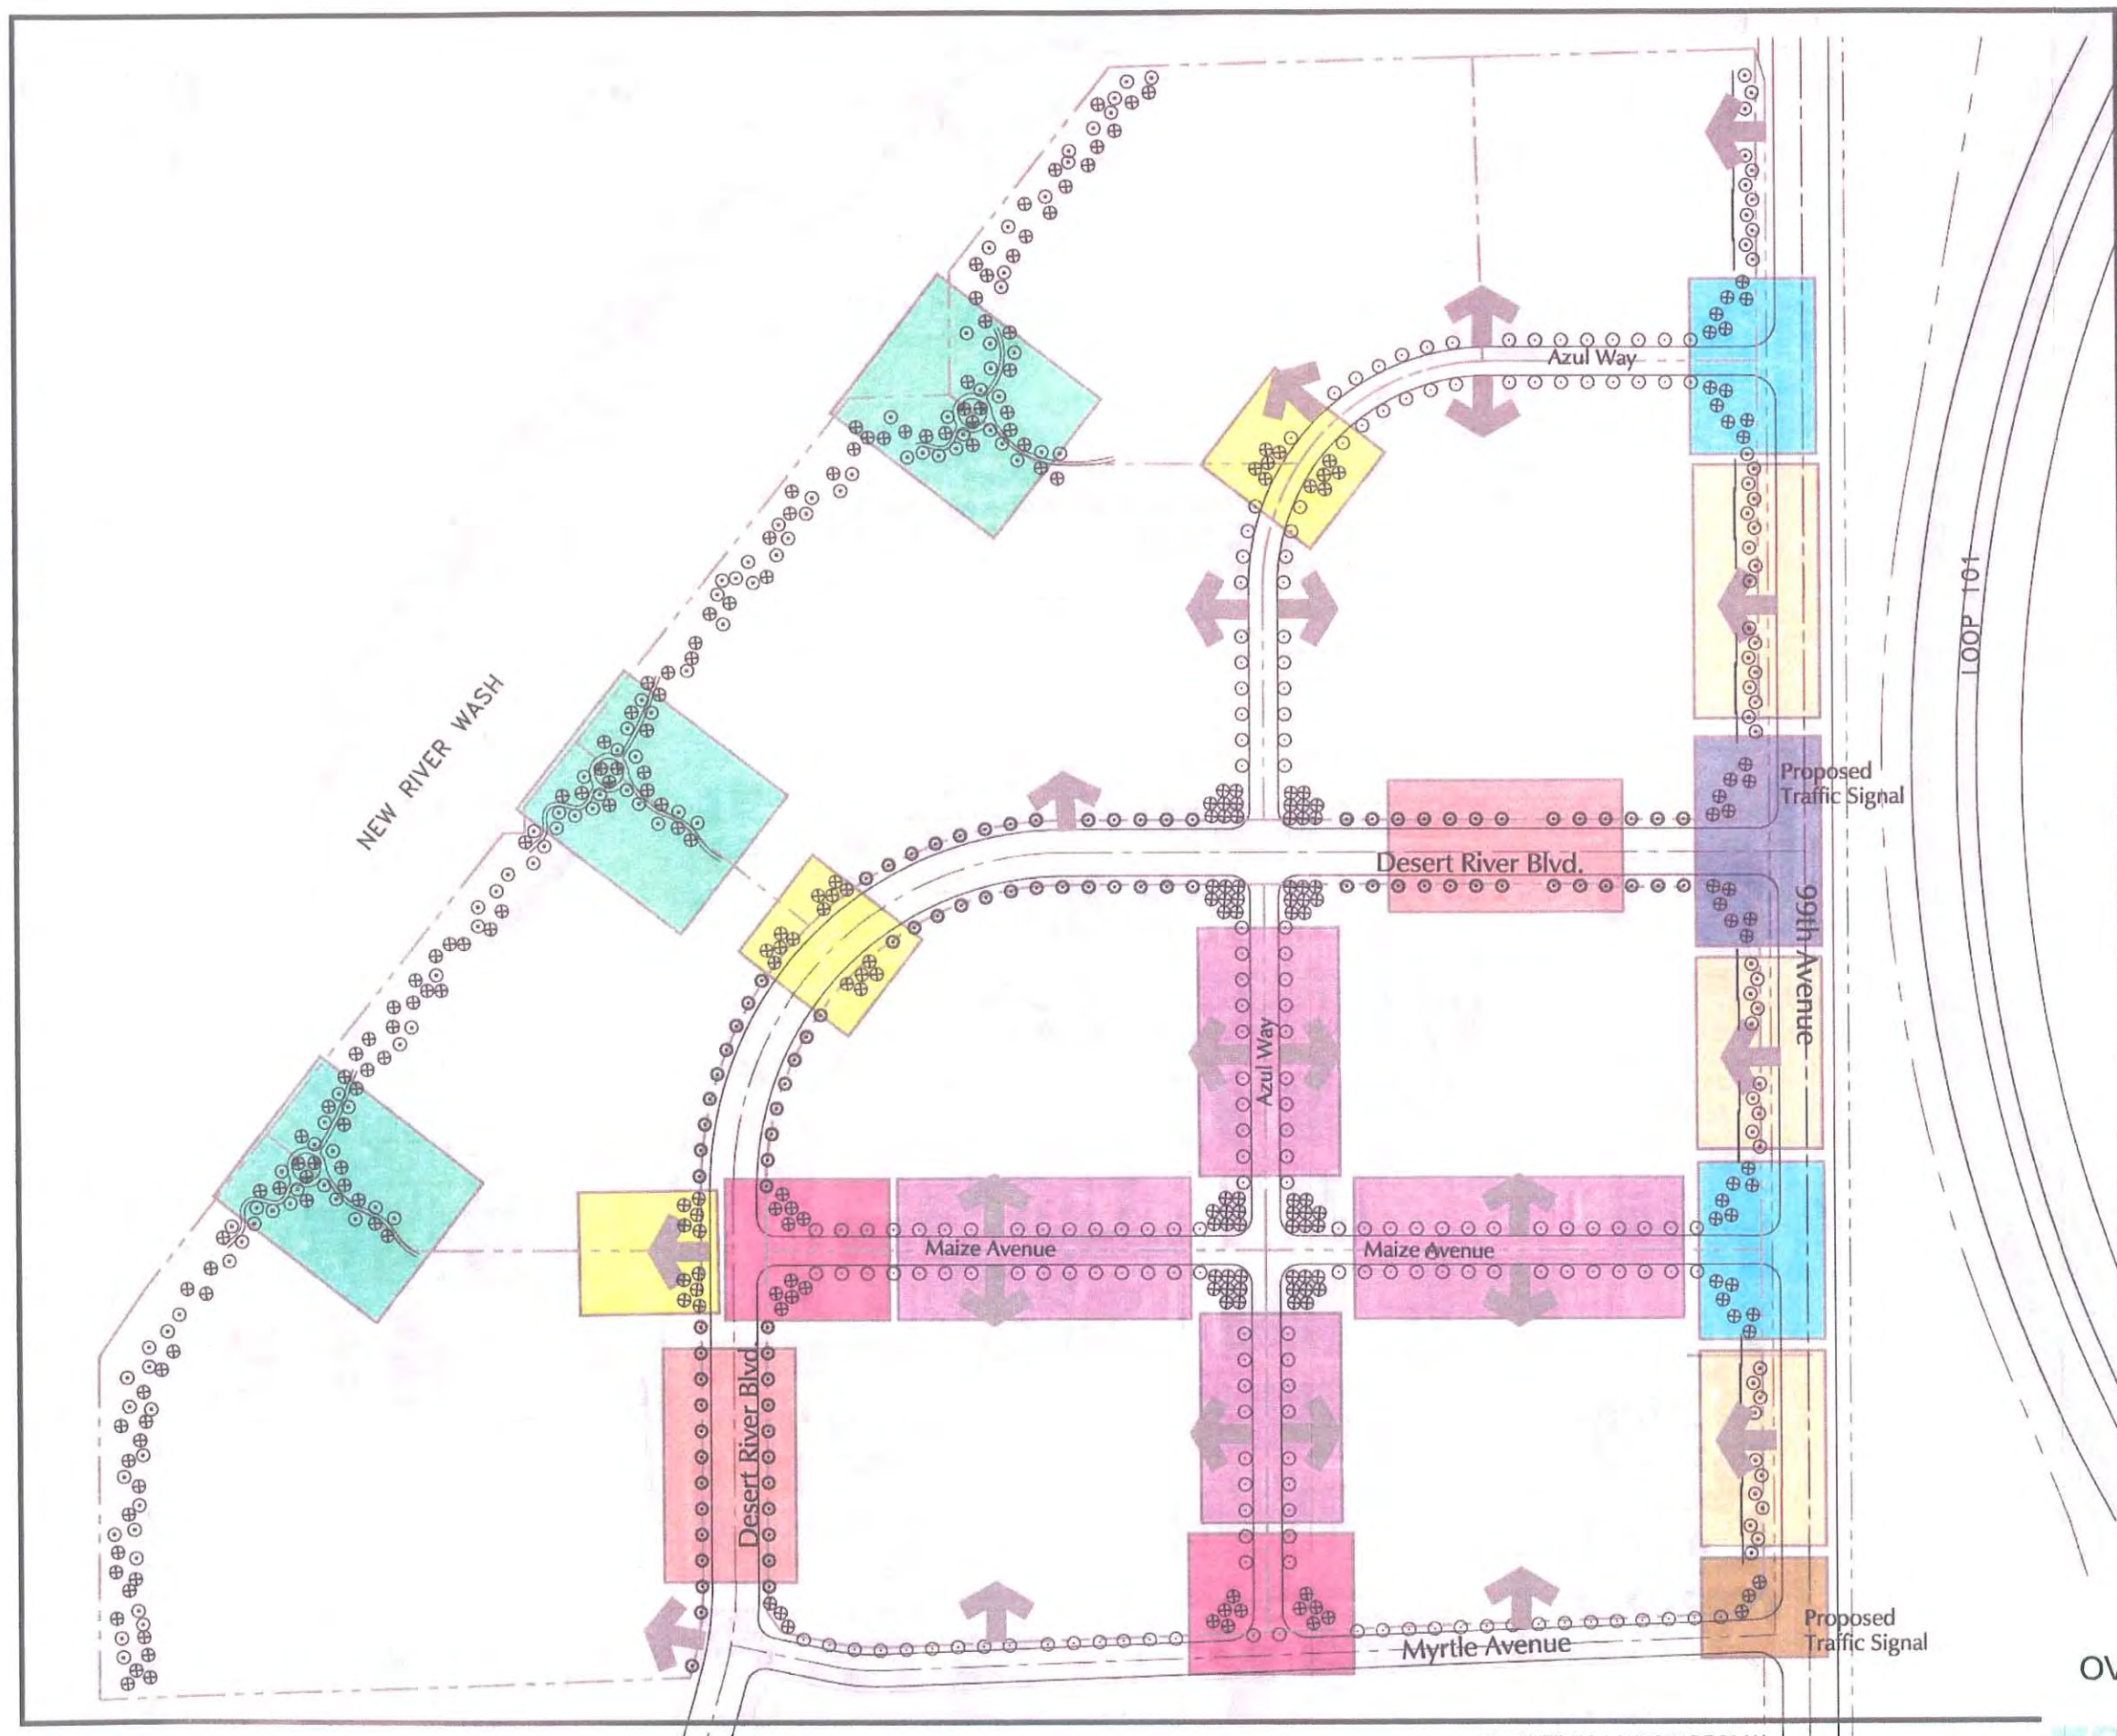 Azul Way
LOOP 101
NEW RIVER WASH
Proposed
Traffic Signal
Desert River Blvd.
99th Avenue
Azul Way
Maize Avenue
Maize Avenue
Desert River Blvd.
Proposed
Traffic Signal
Myrtle Avenue